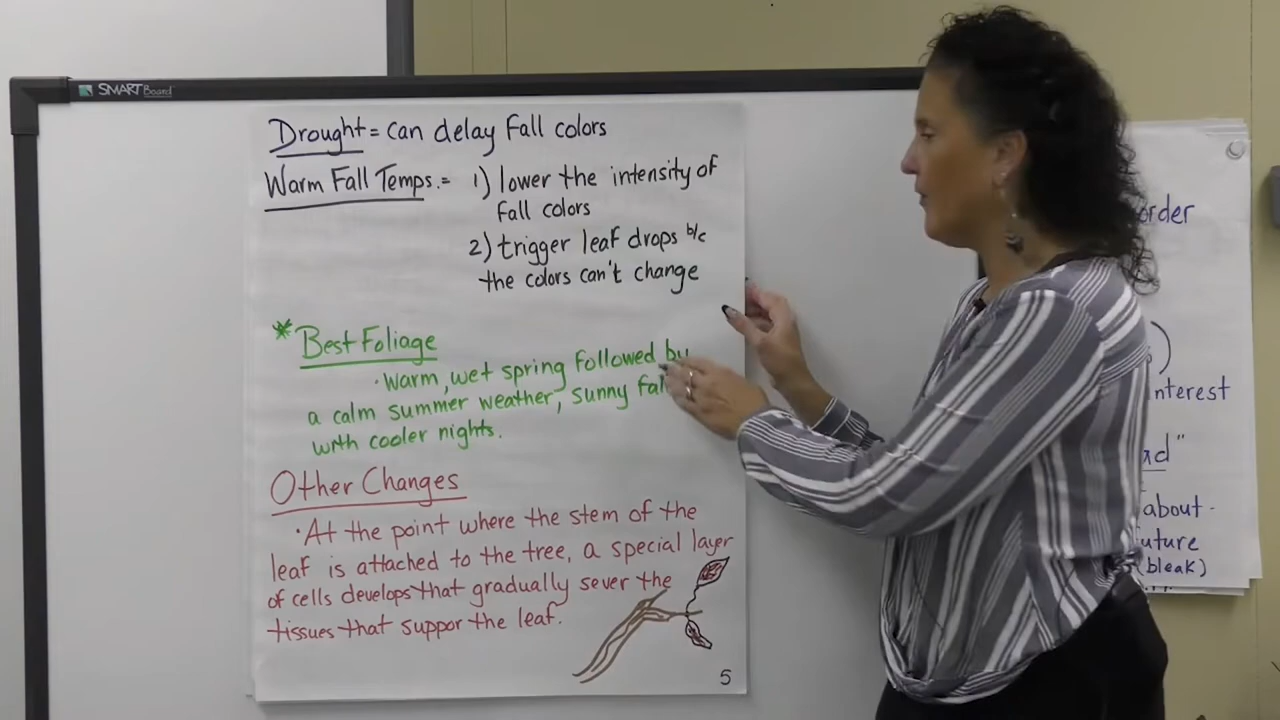 SMART Board
Drought = can delay Fall colors
Warm Fall Temps. = 1) lower the intensity of
Fall colors
2) trigger leaf drops b/c
the colors can't change
* Best Foliage
· Warm, wet spring followed by
a calm summer weather, sunny fal
with cooler nights.
Other Changes
· At the point where the stem of the
leaf is attached to the tree, a special layer
of cells develops that gradually sever the
tissues that suppor the leaf.
5
order
nterest
ad"
about
uture
(bleak)